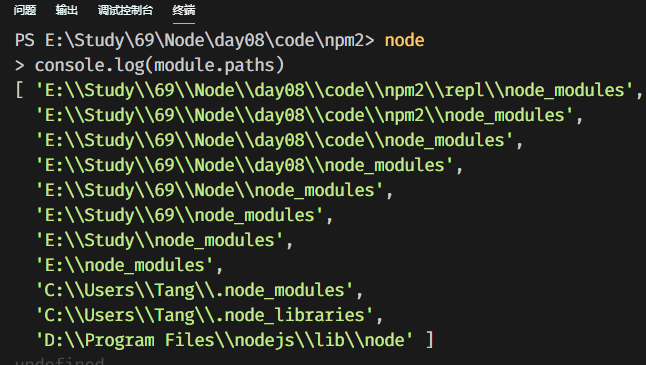 问题 输出 调试控制台 终端
PS E:\Study\69\Node\day08\code\npm2> node
> console.log(module.paths)
[ 'E:\\Study\\69\\Node\\day08\\code\\npm2\\repl\\node_modules',
'E:\\Study\\69\\Node\\day08\\code\\npm2\\node_modules',
'E:\\Study\\69\\Node\\day08\\code\\node_modules',
'E:\\Study\\69\\Node\\day08\\node_modules',
'E:\\Study\\69\\Node\\node_modules',
'E:\\Study\\69\\node_modules',
'E:\\Study\\node_modules',
'E:\\node_modules',
'C:\\Users\\Tang\\.node_modules',
'C:\\Users\\Tang\\.node_libraries',
'D:\\Program Files\\nodejs\\lib\\node' ]
undefined